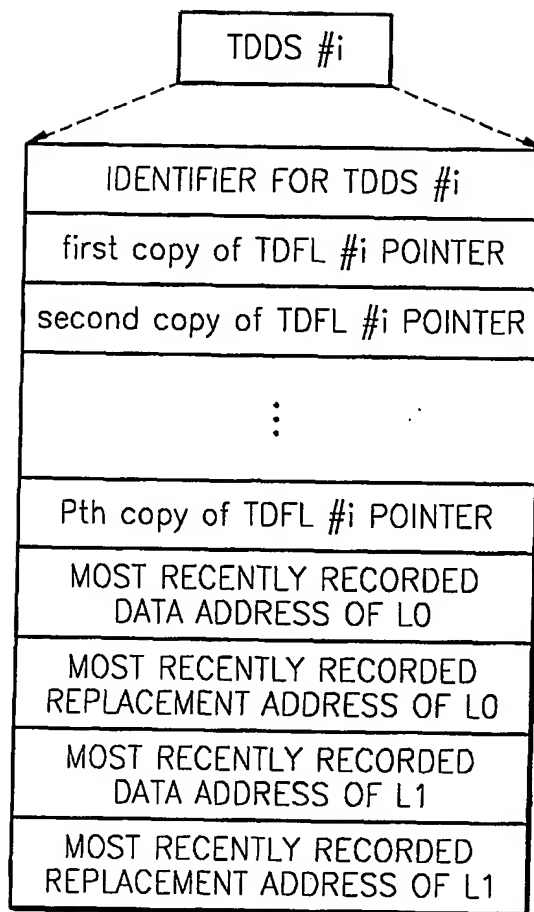 TDDS #i
IDENTIFIER FOR TDDS #i
first copy of TDFL #i POINTER
second copy of TDFL #i POINTER
⋮
Pth copy of TDFL #i POINTER
MOST RECENTLY RECORDED
DATA ADDRESS OF L0
MOST RECENTLY RECORDED
REPLACEMENT ADDRESS OF L0
MOST RECENTLY RECORDED
DATA ADDRESS OF L1
MOST RECENTLY RECORDED
REPLACEMENT ADDRESS OF L1